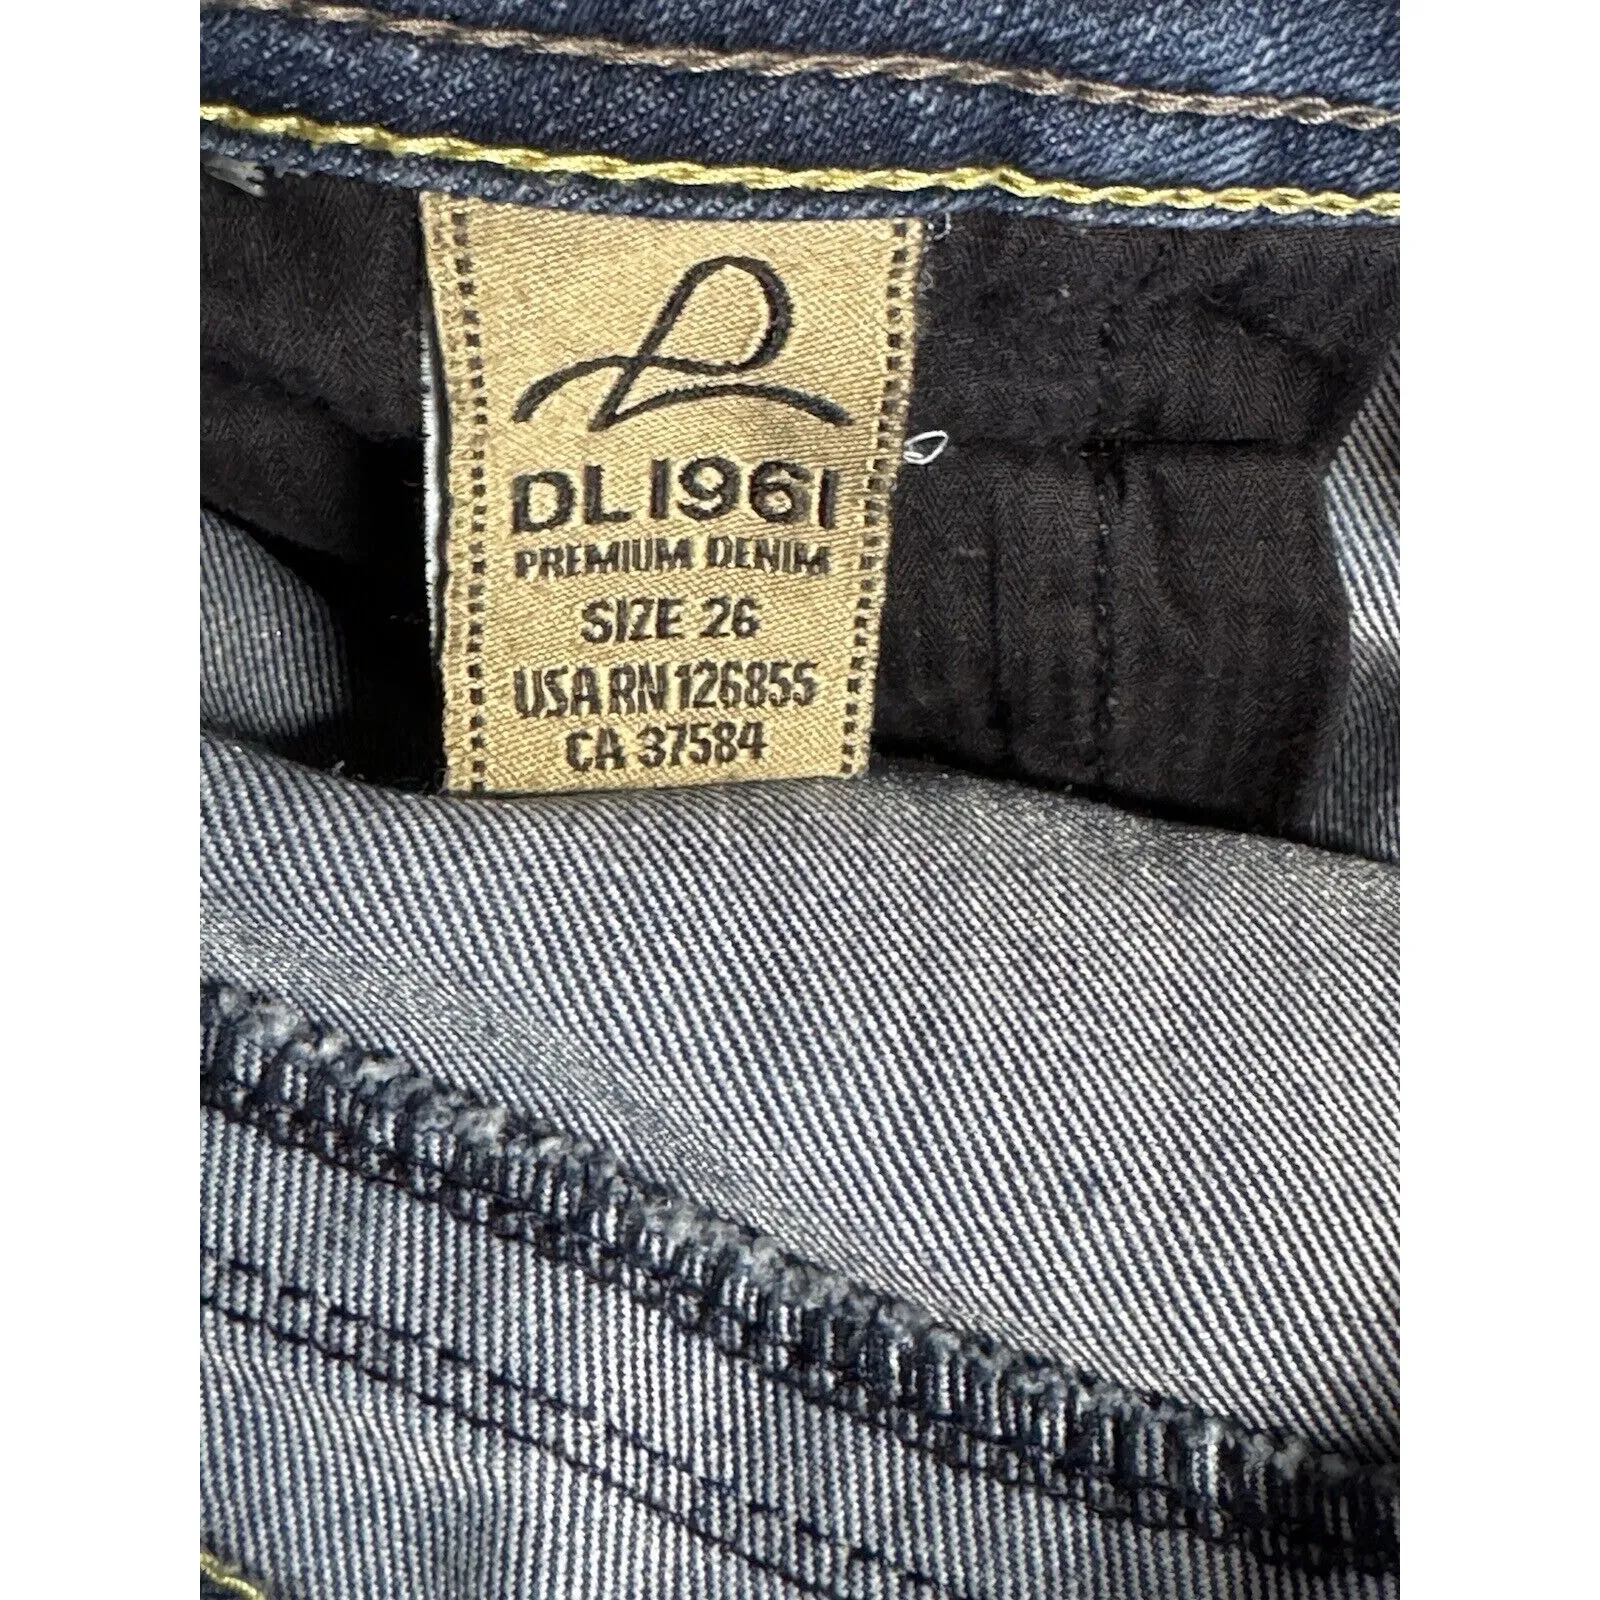 DL1961
PREMIUM DENIM
SIZE 26
USA RN 126855
CA 37584